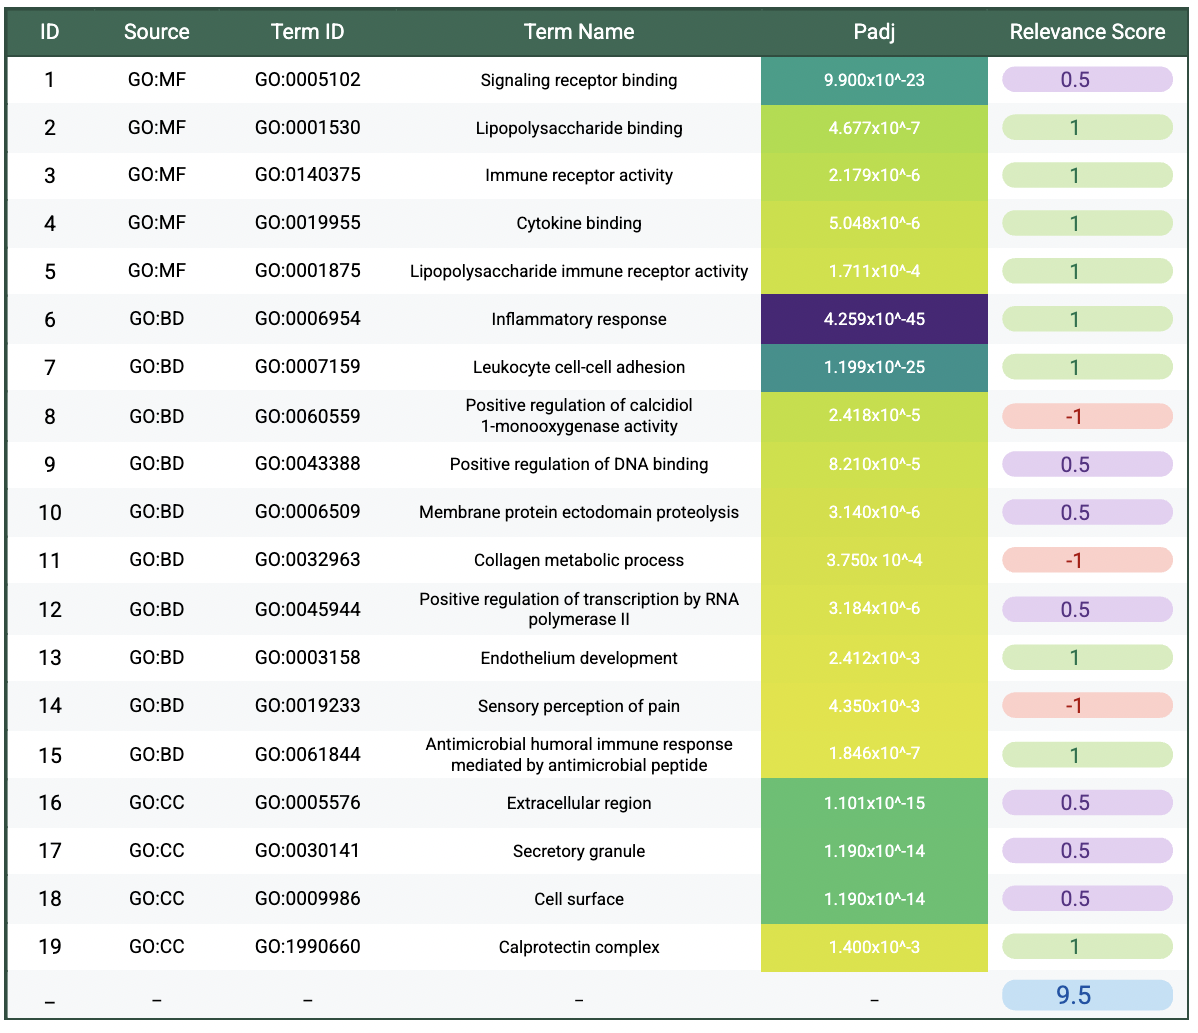 ID Source Term ID Term Name Padj Relevance Score
1 GO:MF GO:0005102 Signaling receptor binding 9.900x10^-23 0.5
2 GO:MF GO:0001530 Lipopolysaccharide binding 4.677x10^-7 1
3 GO:MF GO:0140375 Immune receptor activity 2.179x10^-6 1
4 GO:MF GO:0019955 Cytokine binding 5.048x10^-6 1
5 GO:MF GO:0001875 Lipopolysaccharide immune receptor activity 1.711x10^-4 1
6 GO:BD GO:0006954 Inflammatory response 4.259x10^-45 1
7 GO:BD GO:0007159 Leukocyte cell-cell adhesion 1.199x10^-25 1
8 GO:BD GO:0060559 Positive regulation of calcidiol
1-monooxygenase activity 2.418x10^-5 -1
9 GO:BD GO:0043388 Positive regulation of DNA binding 8.210x10^-5 0.5
10 GO:BD GO:0006509 Membrane protein ectodomain proteolysis 3.140x10^-6 0.5
11 GO:BD GO:0032963 Collagen metabolic process 3.750x 10^-4 -1
12 GO:BD GO:0045944 Positive regulation of transcription by RNA
polymerase II 3.184x10^-6 0.5
13 GO:BD GO:0003158 Endothelium development 2.412x10^-3 1
14 GO:BD GO:0019233 Sensory perception of pain 4.350x10^-3 -1
15 GO:BD GO:0061844 Antimicrobial humoral immune response
mediated by antimicrobial peptide 1.846x10^-7 1
16 GO:CC GO:0005576 Extracellular region 1.101x10^-15 0.5
17 GO:CC GO:0030141 Secretory granule 1.190x10^-14 0.5
18 GO:CC GO:0009986 Cell surface 1.190x10^-14 0.5
19 GO:CC GO:1990660 Calprotectin complex 1.400x10^-3 1
_ _ _ _ _ 9.5